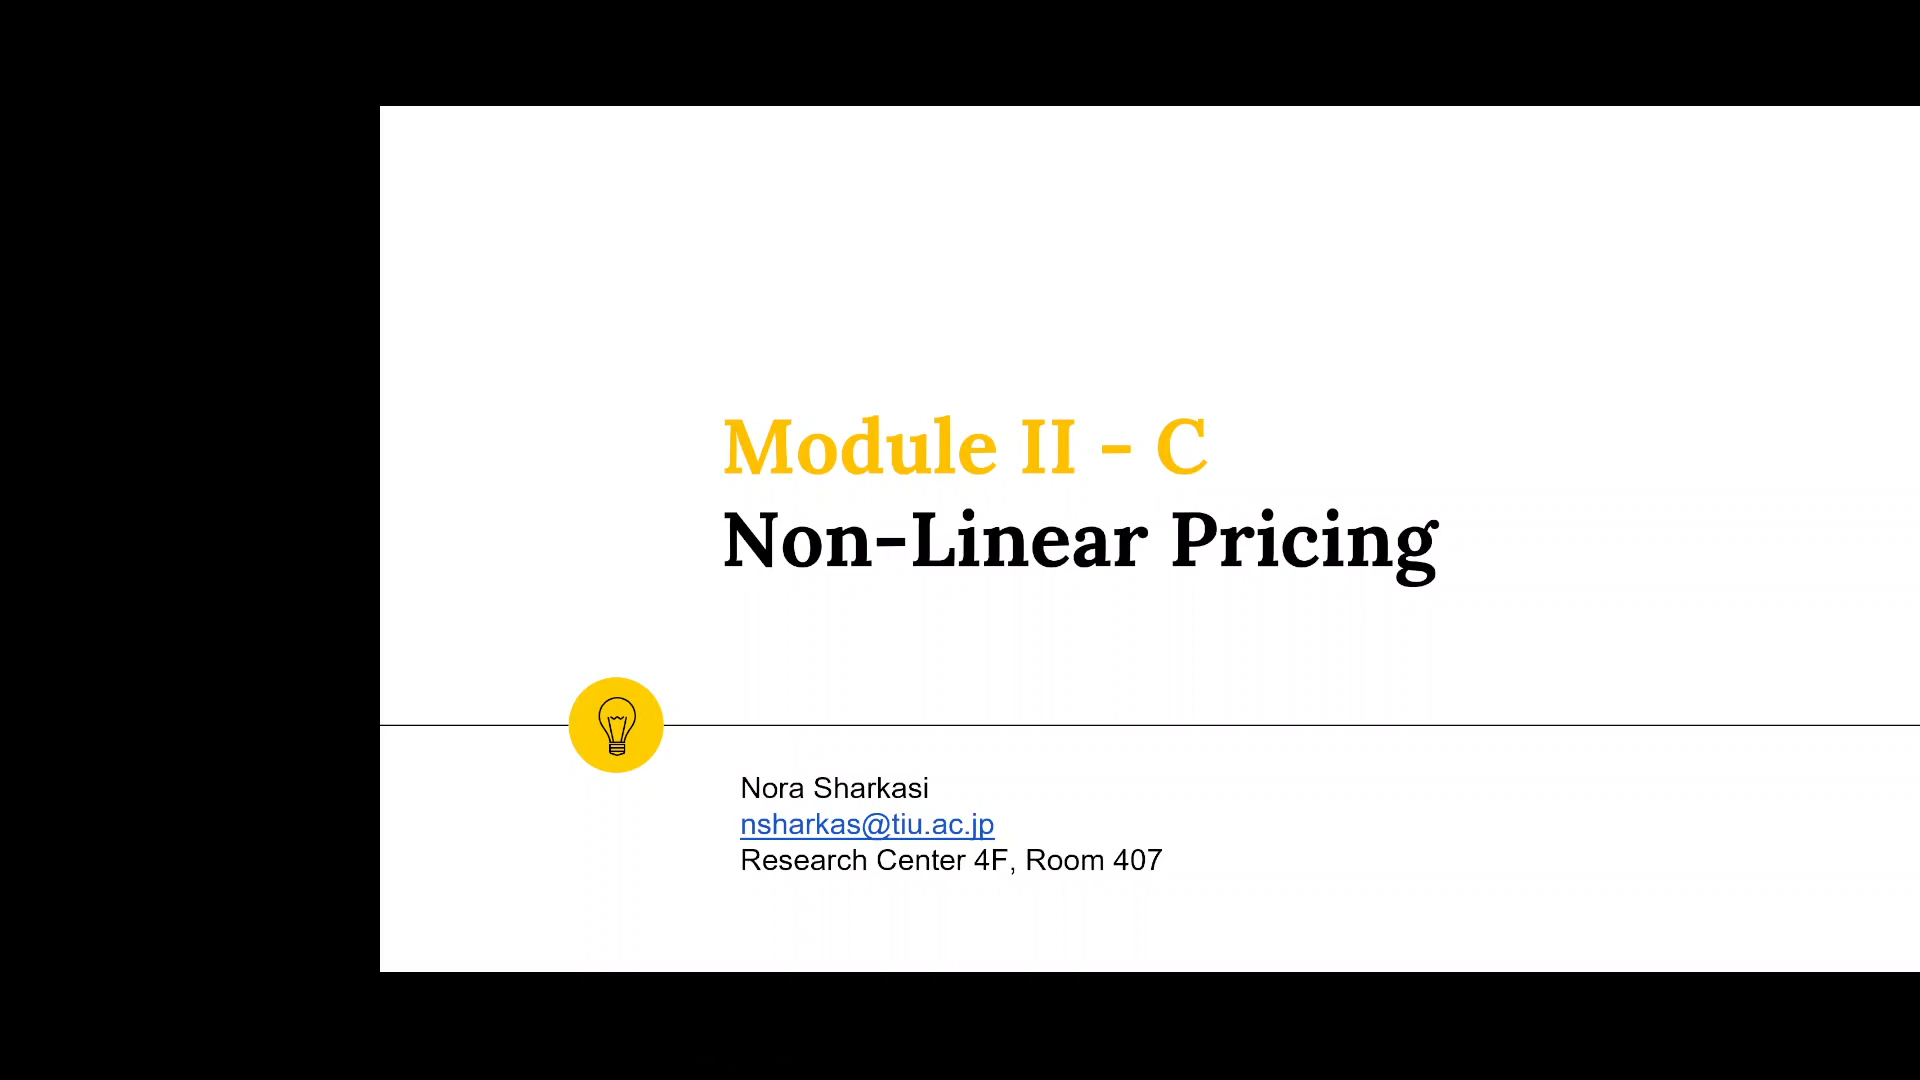 Module II - C
Non-Linear Pricing
Nora Sharkasi
nsharkas@tiu.ac.jp
Research Center 4F, Room 407